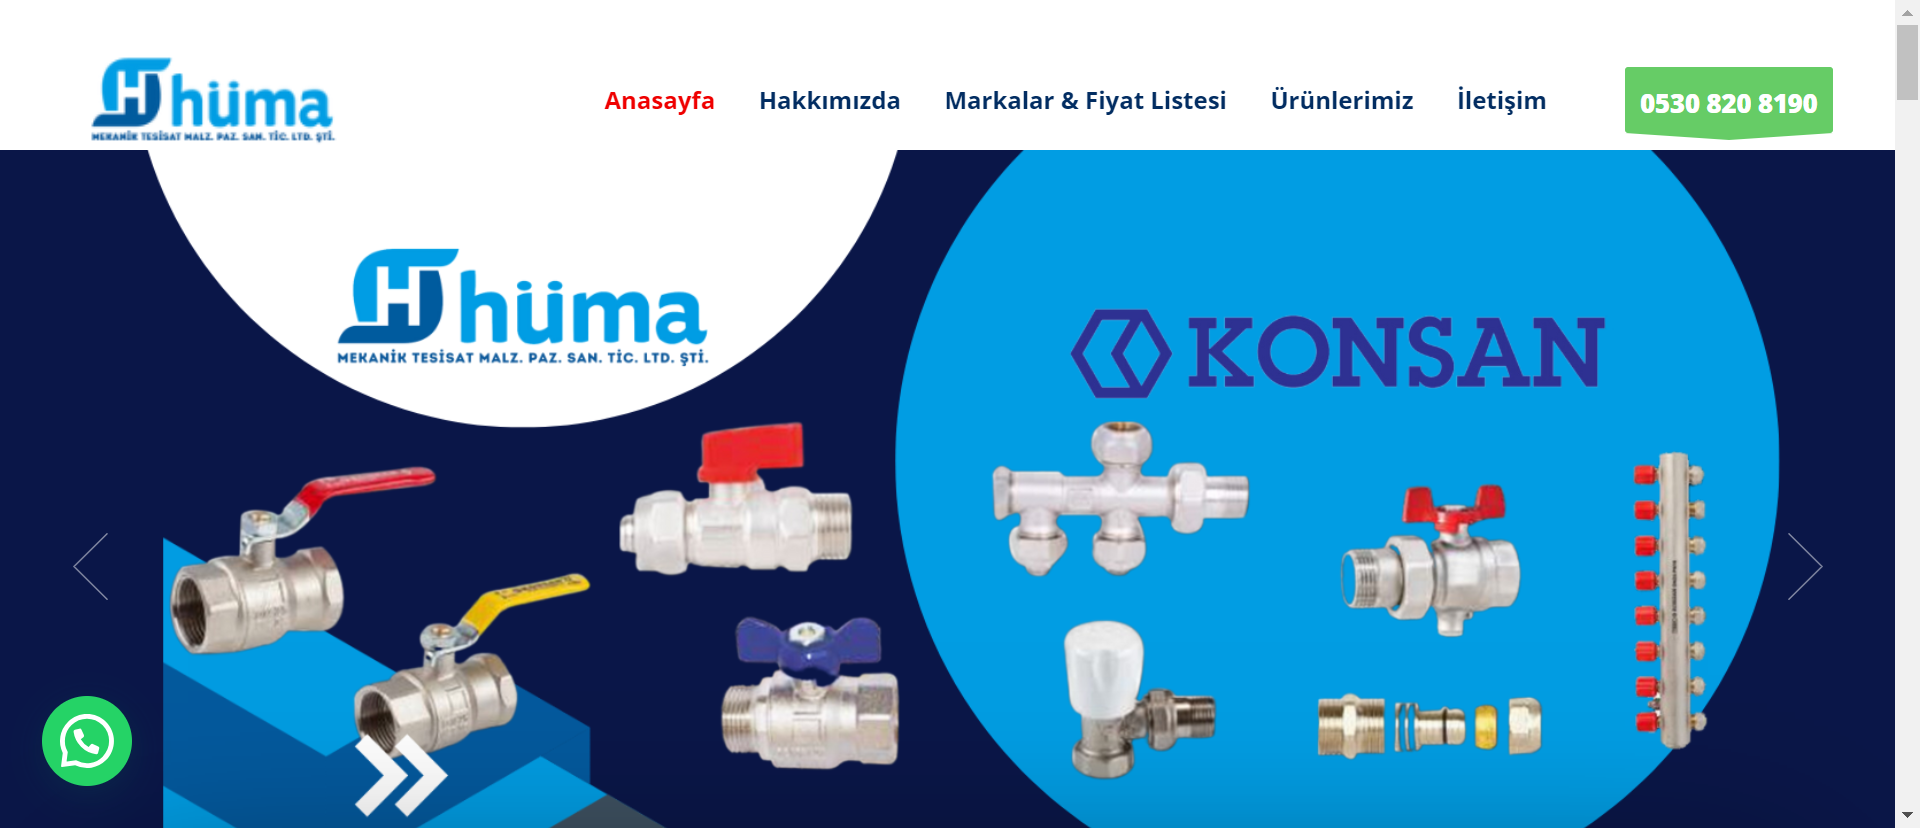 hüma
MEKANİK TESİSAT MALZ. PAZ. SAN. TİC. LTD. ŞTİ.
Anasayfa
Hakkımızda
Markalar & Fiyat Listesi
Ürünlerimiz
İletişim
0530 820 8190
hüma
MEKANİK TESİSAT MALZ. PAZ. SAN. TİC. LTD. ŞTİ.
KONSAN